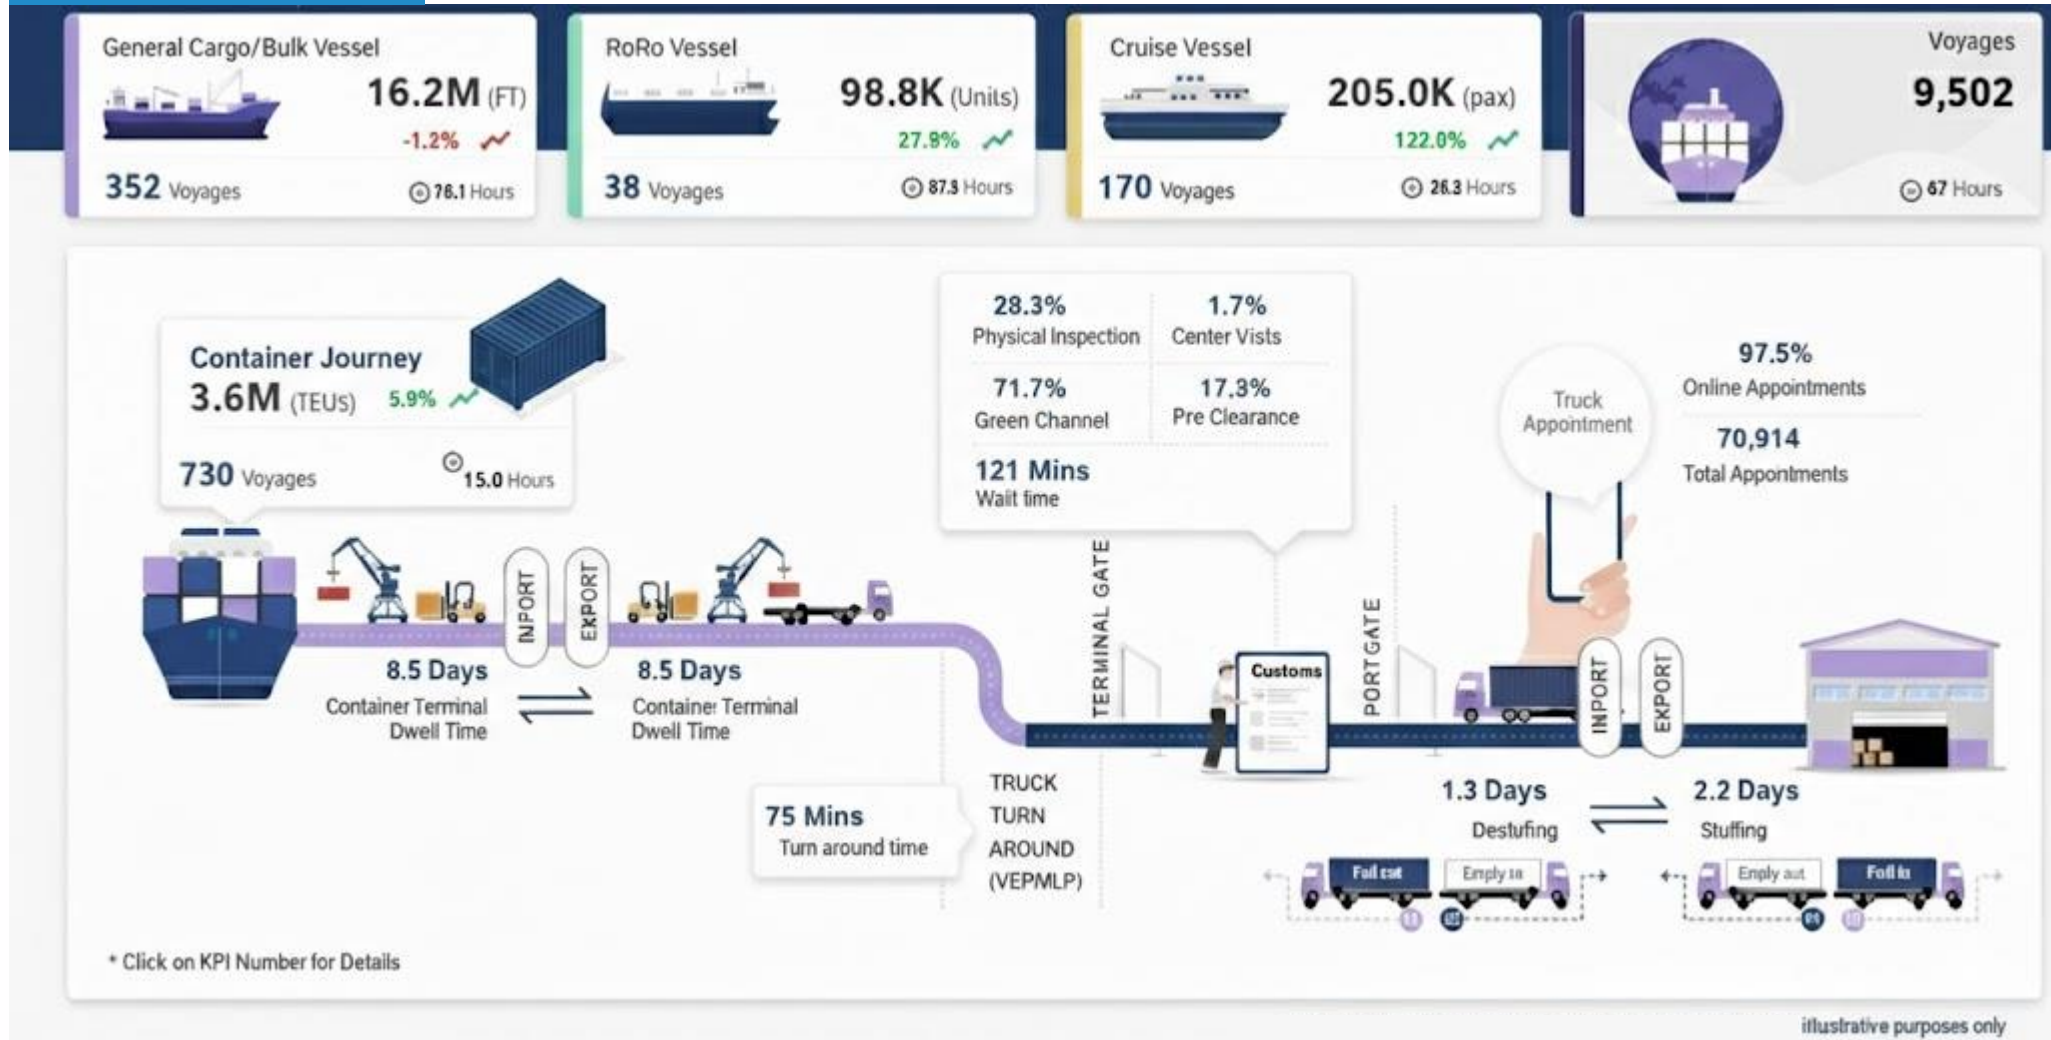 General Cargo/Bulk Vessel
16.2M (FT)
-1.2%
352 Voyages
76.1 Hours
RoRo Vessel
98.8K (Units)
27.9%
38 Voyages
87.3 Hours
Cruise Vessel
205.0K (pax)
122.0%
170 Voyages
26.3 Hours
Voyages
9,502
67 Hours
Container Journey
3.6M (TEUs) 5.9%
730 Voyages
15.0 Hours
28.3%
Physical Inspection
1.7%
Center Vists
71.7%
Green Channel
17.3%
Pre Clearance
121 Mins
Wait time
Truck
Appointment
97.5%
Online Appointments
70,914
Total Appointments
INPORT
EXPORT
8.5 Days
Container Terminal
Dwell Time
8.5 Days
Container Terminal
Dwell Time
TERMINAL GATE
Customs
PORTGATE
INPORT
EXPORT
75 Mins
Turn around time
TRUCK
TURN
AROUND
(VEPMLP)
1.3 Days
Destufing
2.2 Days
Stuffing
Emply aut
* Click on KPI Number for Details
illustrative purposes only